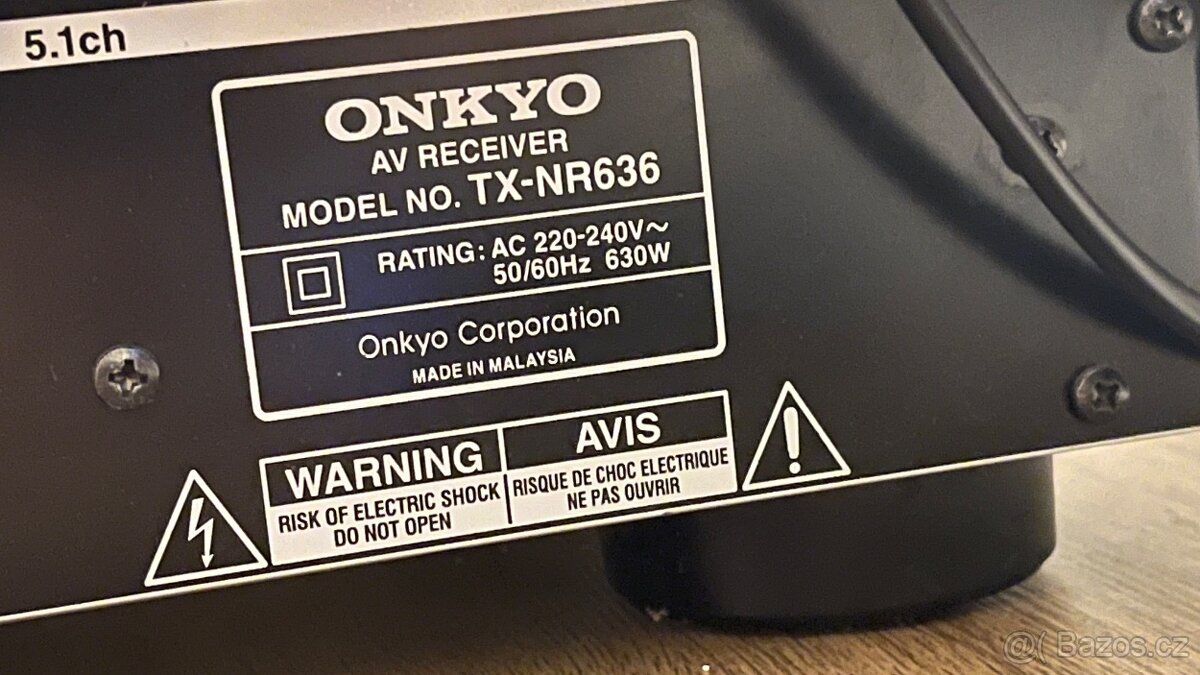 5.1ch
ONKYO
AV RECEIVER
MODEL NO. TX-NR636
RATING: AC 220-240V~
50/60Hz 630W
Onkyo Corporation
MADE IN MALAYSIA
WARNING
RISK OF ELECTRIC SHOCK
DO NOT OPEN
AVIS
RISQUE DE CHOC ELECTRIQUE
NE PAS OUVRIR
@( Bazos.cz